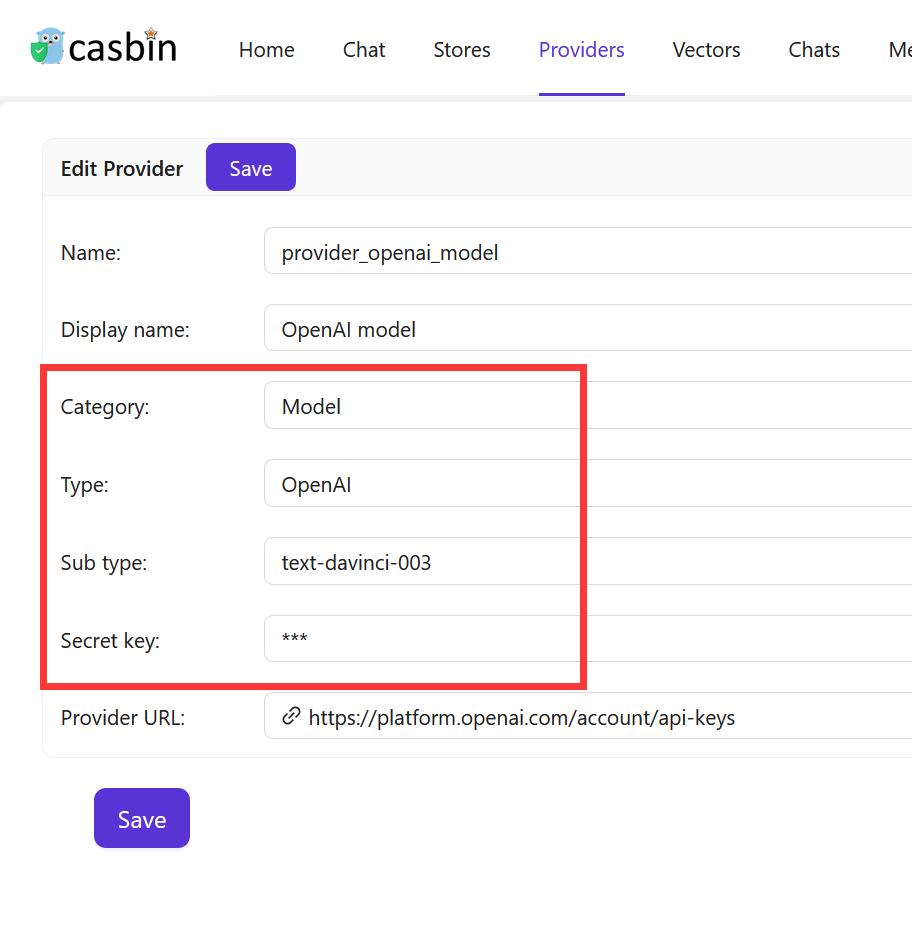 casbin Home Chat Stores Providers Vectors Chats Me
Edit Provider Save
Name: provider_openai_model
Display name: OpenAI model
Category: Model
Type: OpenAI
Sub type: text-davinci-003
Secret key: ***
Provider URL: https://platform.openai.com/account/api-keys
Save